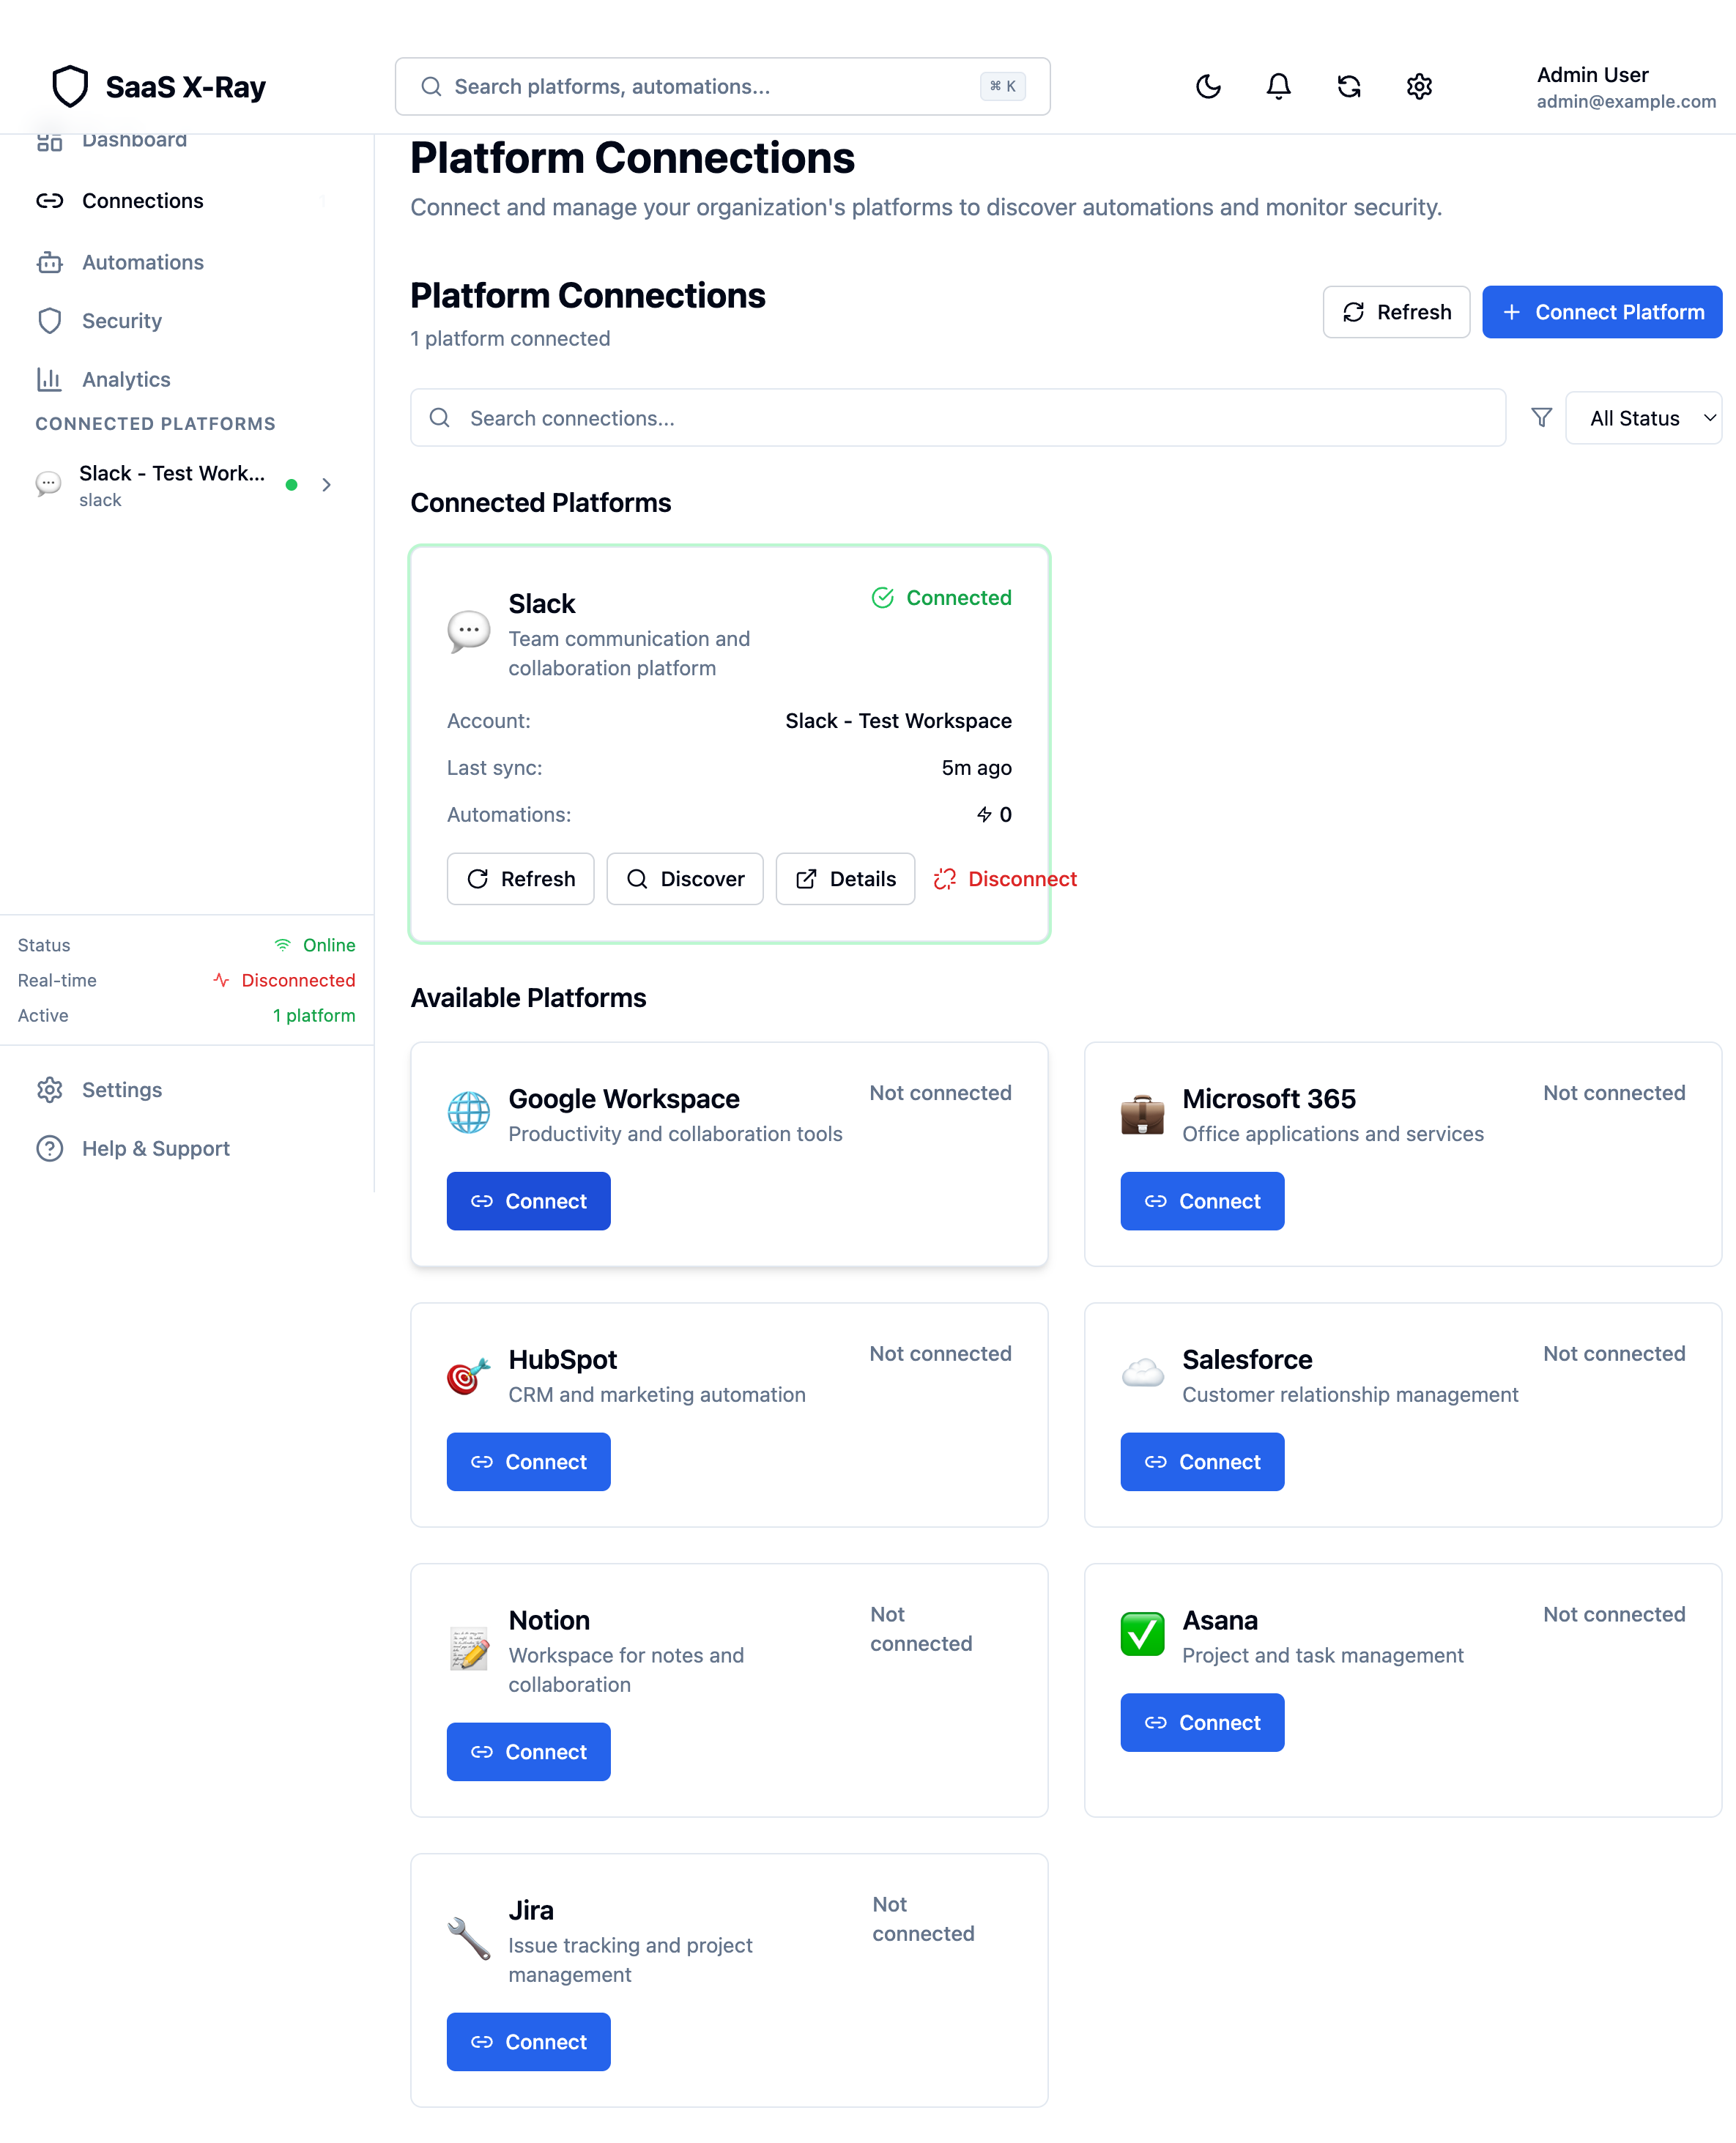 SaaS X-Ray
Search platforms, automations...
⌘ K
Admin User
admin@example.com
Dashboard
Connections
Automations
Security
Analytics
CONNECTED PLATFORMS
Slack - Test Work...
slack
Status
Online
Real-time
Disconnected
Active
1 platform
Settings
Help & Support
Platform Connections
Connect and manage your organization's platforms to discover automations and monitor security.
Platform Connections
1 platform connected
Refresh
Connect Platform
Search connections...
All Status
Connected Platforms
Slack
Connected
Team communication and
collaboration platform
Account:
Slack - Test Workspace
Last sync:
5m ago
Automations:
0
Refresh
Discover
Details
Disconnect
Available Platforms
Google Workspace
Not connected
Productivity and collaboration tools
Connect
Microsoft 365
Not connected
Office applications and services
Connect
HubSpot
Not connected
CRM and marketing automation
Connect
Salesforce
Not connected
Customer relationship management
Connect
Notion
Not
connected
Workspace for notes and
collaboration
Connect
Asana
Not connected
Project and task management
Connect
Jira
Not
connected
Issue tracking and project
management
Connect